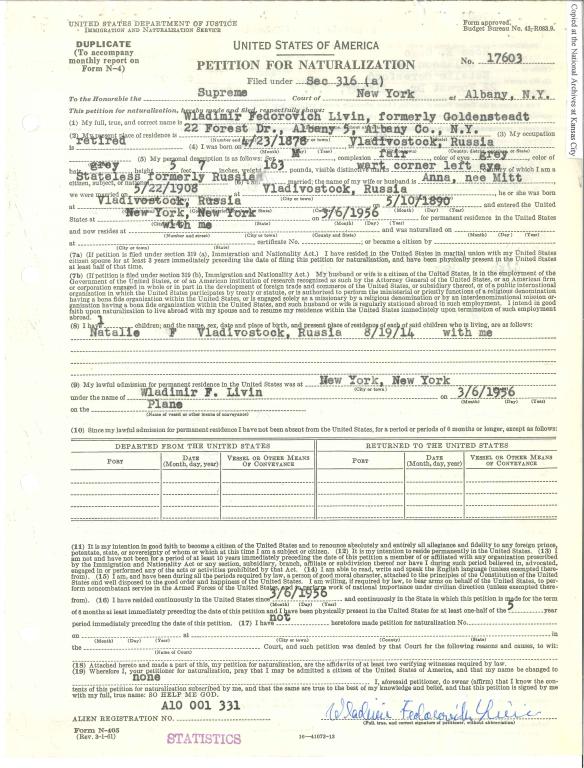 UNITED STATES DEPARTMENT OF JUSTICE
IMMIGRATION AND NATURALIZATION SERVICE
Form approved.
Budget Bureau No. 43-R083.9.
Copied at the National Archives at Kansas City
DUPLICATE
(To accompany
monthly report on
Form N-4)
UNITED STATES OF AMERICA
PETITION FOR NATURALIZATION
No. 17603
Filed under Sec 316 (a)
To the Honorable the Supreme Court of New York at Albany, N.Y.
This petition for naturalization, hereby made and filed, respectfully shows:
(1) My full, true, and correct name is Wladimir Fedorovich Livin, formerly Goldensteadt
(2) My present place of residence is 22 Forest Dr., Albany 5, Albany Co., N.Y. (3) My occupation
retired (4) I was born on 4/23/1878 Vladivostock, Russia
(5) My personal description is as follows: Sex M complexion fair color of eyes grey color of
hair grey height 5 feet 7 inches, weight 163 pounds, visible distinctive marks wart corner left eye
Stateless formerly Russia married; the name of my wife or husband is Anna, nee Mitt
we were married on 5/22/1908 at Vladivostock, Russia he or she was born
at Vladivostock, Russia on 5/10/1890 and entered the United
States at New York, New York on 3/6/1956 for permanent residence in the United
States and now resides at with me and was naturalized on
at certificate No. or became a citizen by
(7a) (If petition is filed under section 319 (a), Immigration and Nationality Act.) I have resided in the United States in marital union with my United States
citizen spouse for at least 3 years immediately preceding the date of filing this petition for naturalization, and have been physically present in the United States
at least half of that time.
(7b) (If petition is filed under section 319 (b), Immigration and Nationality Act.) My husband or wife is a citizen of the United States, is in the employment of the
Government of the United States, or of an American institution of research recognized as such by the Attorney General of the United States, or an American firm
or corporation engaged in whole or in part in the development of foreign trade and commerce of the United States, or subsidiary thereof, or of a public international
organization in which the United States participates by treaty or statute, or is authorized to perform the ministerial or priestly functions of a religious denomination
having a bona fide organization within the United States, or is engaged solely as a missionary by a religious denomination or by an interdenominational mission or-
ganization having a bona fide organization within the United States, and such husband or wife is regularly stationed abroad in such employment. I intend in good
faith upon naturalization to live abroad with my spouse and to resume my residence within the United States immediately upon termination of such employment
abroad.
(8) I have 1 children; and the name, sex, date and place of birth, and present place of residence of each of said children who is living, are as follows:
Natalie F Vladivostock, Russia 8/19/14 with me
(9) My lawful admission for permanent residence in the United States was at New York, New York
(City or town) (State)
under the name of Wladimir F. Livin on 3/6/1956
(Month) (Day) (Year)
on the Plane
(Name of vessel or other means of conveyance)
(10) Since my lawful admission for permanent residence I have not been absent from the United States, for a period or periods of 6 months or longer, except as follows:
DEPARTED FROM THE UNITED STATES RETURNED TO THE UNITED STATES
PORT DATE (Month, day, year) VESSEL OR OTHER MEANS OF CONVEYANCE PORT DATE (Month, day, year) VESSEL OR OTHER MEANS OF CONVEYANCE
(11) It is my intention in good faith to become a citizen of the United States and to renounce absolutely and entirely all allegiance and fidelity to any foreign prince,
potentate, state, or sovereignty of whom or which at this time I am a subject or citizen. (12) It is my intention to reside permanently in the United States. (13) I
am not and have not been for a period of at least 10 years immediately preceding the date of this petition a member of or affiliated with any organization proscribed
by the Immigration and Nationality Act or any section, subsidiary, branch, affiliate or subdivision thereof nor have I during such period believed in, advocated,
engaged in or performed any of the acts or activities prohibited by that Act. (14) I am able to read, write and speak the English language (unless exempted there-
from). (15) I am, and have been during all the periods required by law, a person of good moral character, attached to the principles of the Constitution of the United
States and well disposed to the good order and happiness of the United States. I am willing, if required by law, to bear arms on behalf of the United States, to per-
form noncombatant service in the Armed Forces of the United States, or to perform work of national importance under civilian direction (unless exempted there-
from). (16) I have resided continuously in the United States since 3/6/1956 and continuously in the State in which this petition is made for the term
of 6 months at least immediately preceding the date of this petition and I have been physically present in the United States for at least one-half of the 5 year
period immediately preceding the date of this petition. (17) I have not heretofore made petition for naturalization No.
on at in
(Month) (Day) (Year) (City or town) (County) (State)
the Court, and such petition was denied by that Court for the following reasons and causes, to wit:
(Name of Court)
(18) Attached hereto and made a part of this, my petition for naturalization, are the affidavits of at least two verifying witnesses required by law.
(19) Wherefore I, your petitioner for naturalization, pray that I may be admitted a citizen of the United States of America, and that my name be changed to
none I, aforesaid petitioner, do swear (affirm) that I know the con-
tents of this petition for naturalization subscribed by me, and that the same are true to the best of my knowledge and belief, and that this petition is signed by me
with my full, true name: SO HELP ME GOD.
ALIEN REGISTRATION NO. A10 001 331
Wladimir Fedorovich Livin
(Full, true, and correct signature of petitioner, without abbreviation)
Form N-405
(Rev. 3-1-61)
16—41072-13
STATISTICS